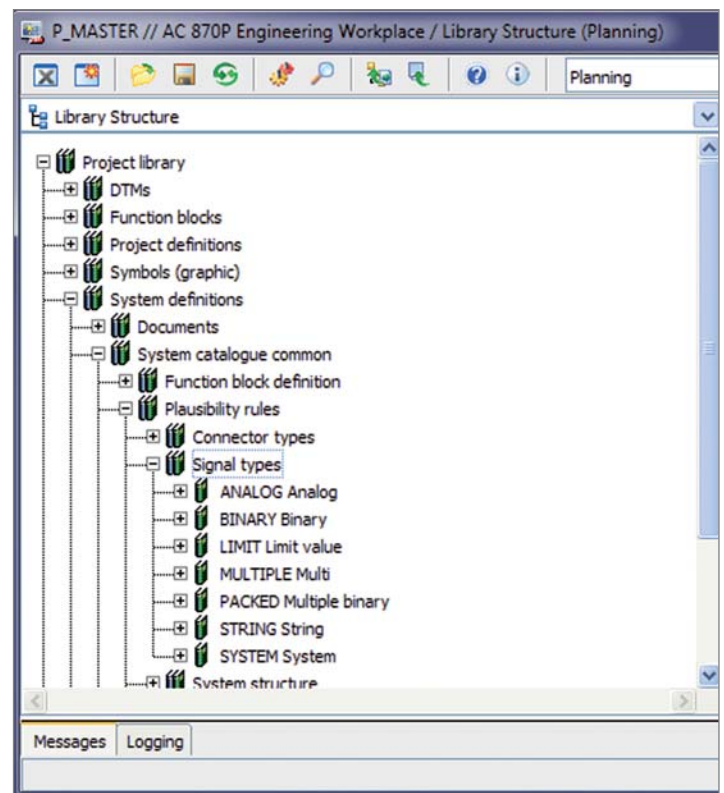 P_MASTER // AC 870P Engineering Workplace / Library Structure (Planning)
Planning
Library Structure
Project library
DTMs
Function blocks
Project definitions
Symbols (graphic)
System definitions
Documents
System catalogue common
Function block definition
Plausibility rules
Connector types
Signal types
ANALOG Analog
BINARY Binary
LIMIT Limit value
MULTIPLE Multi
PACKED Multiple binary
STRING String
SYSTEM System
System structure
Messages Logging